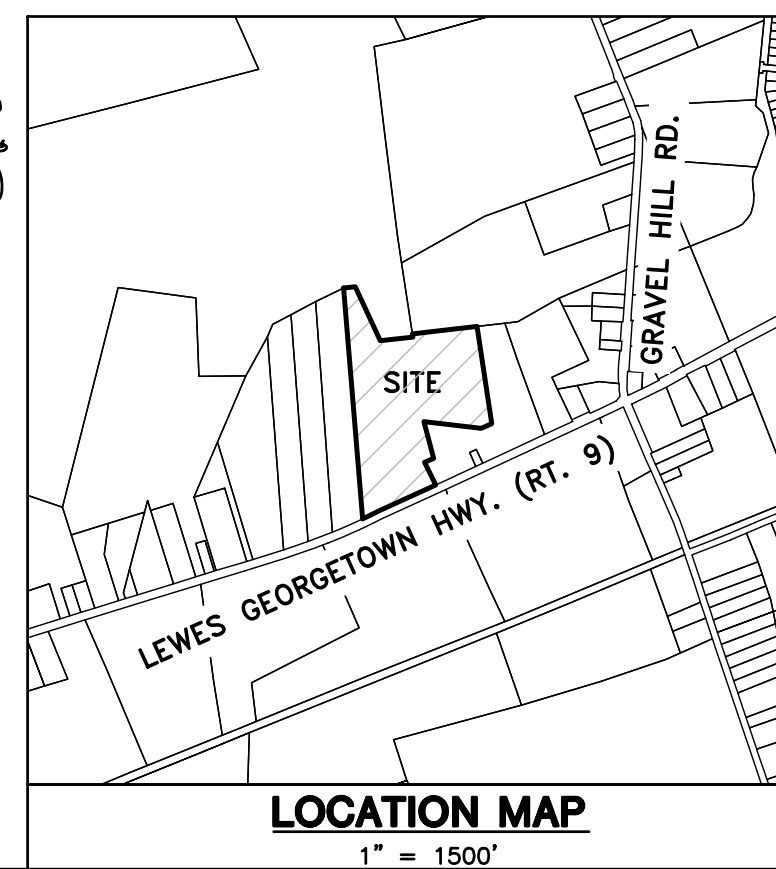 GRAVEL HILL RD.
SITE
LEWES GEORGETOWN HWY. (RT. 9)
LOCATION MAP
1" = 1500'